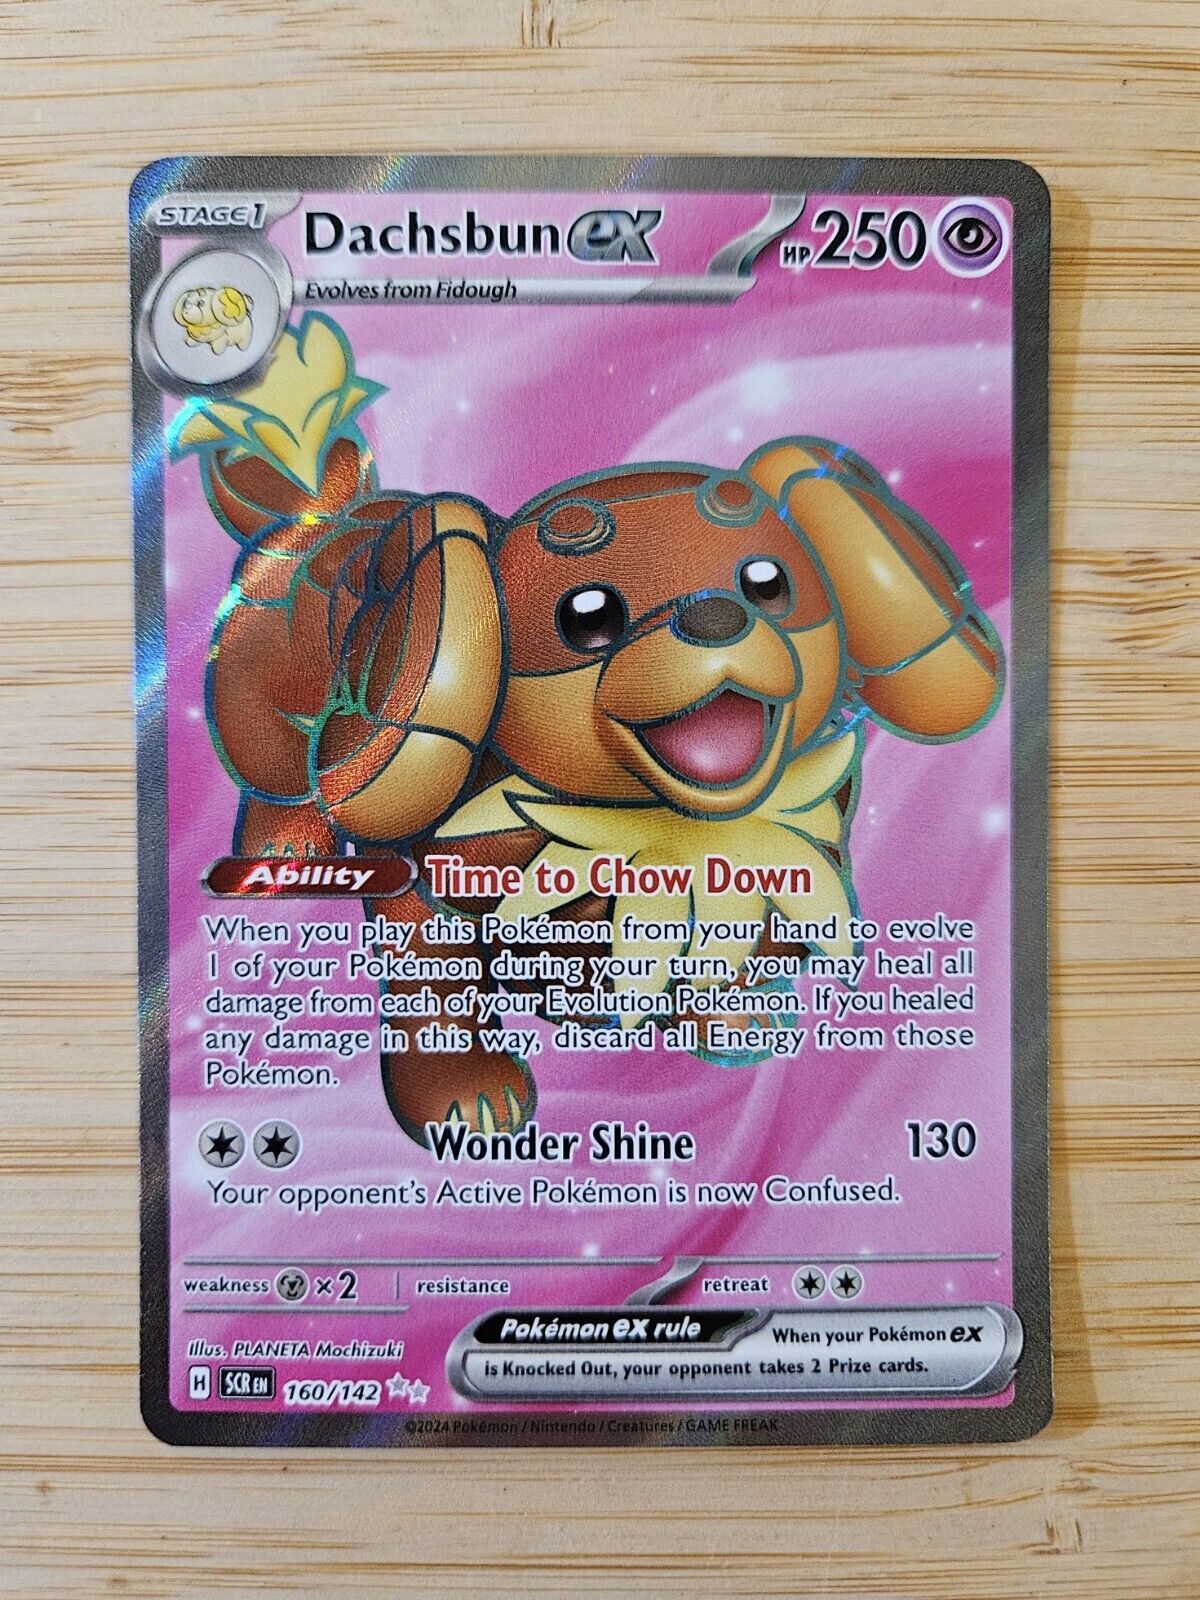 STAGE1
Dachsbun ex HP 250
Evolves from Fidough
Ability Time to Chow Down
When you play this Pokémon from your hand to evolve
1 of your Pokémon during your turn, you may heal all
damage from each of your Evolution Pokémon. If you healed
any damage in this way, discard all Energy from those
Pokémon.
Wonder Shine 130
Your opponent's Active Pokémon is now Confused.
weakness ×2 resistance retreat
Illus. PLANETA Mochizuki
Pokémon ex rule When your Pokémon ex
is Knocked Out, your opponent takes 2 Prize cards.
H SCR EN 160/142
©2024 Pokémon / Nintendo / Creatures / GAME FREAK